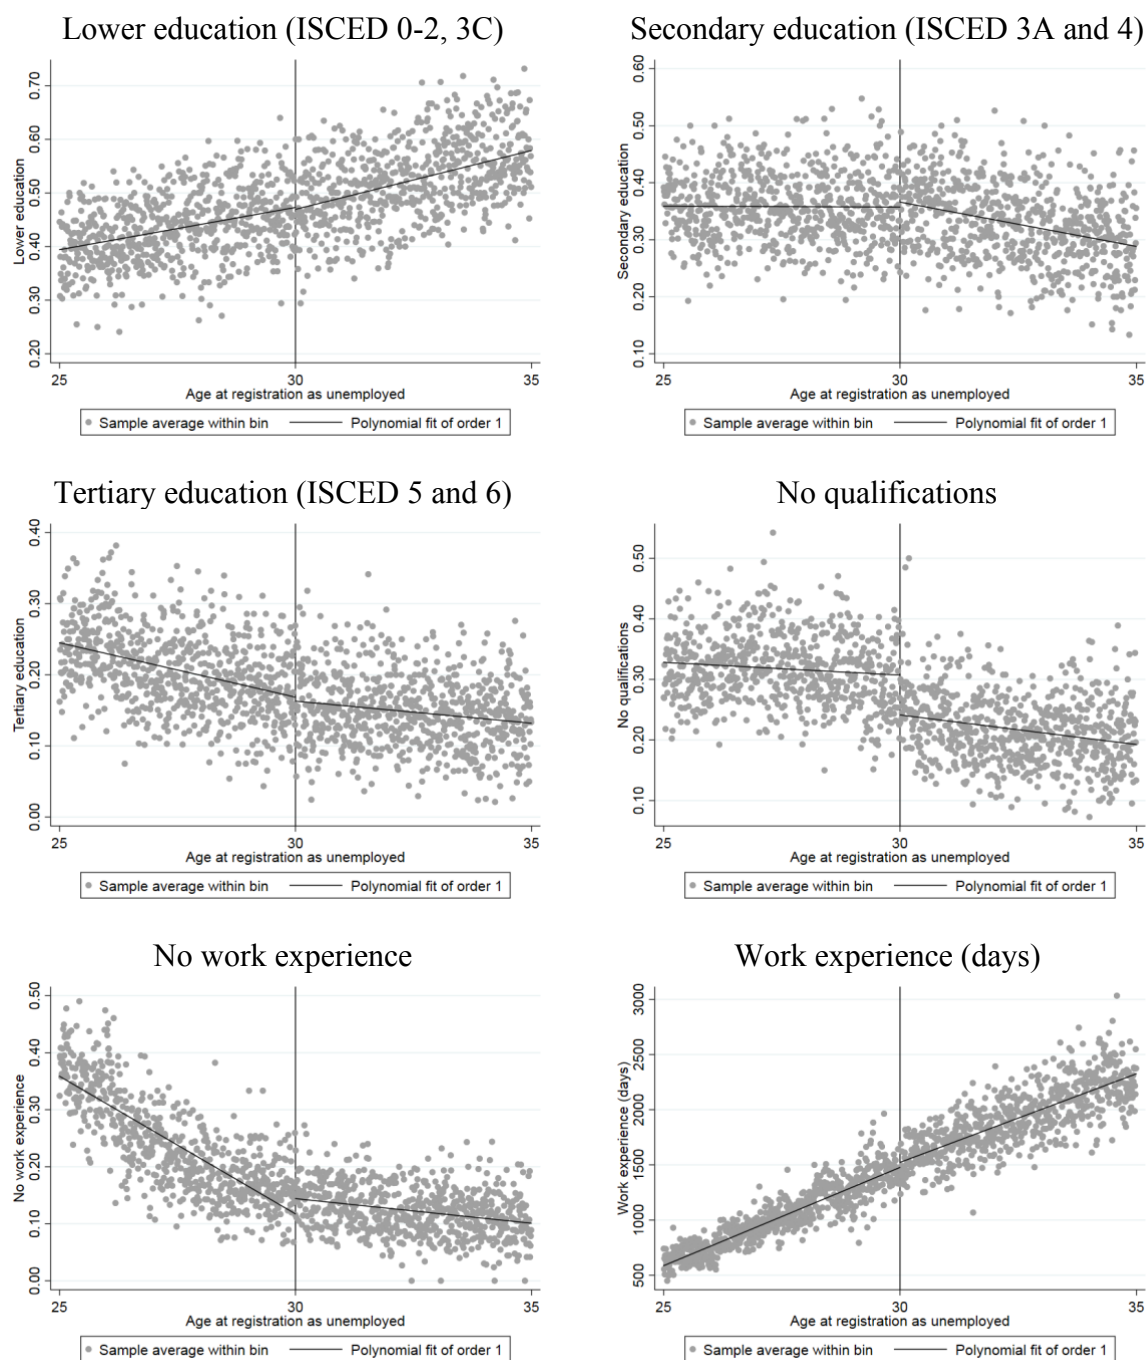 Lower education (ISCED 0-2, 3C)
Lower education
0.70
0.60
0.50
0.40
0.30
0.20
25
30
35
Age at registration as unemployed
Sample average within bin
Polynomial fit of order 1
Secondary education (ISCED 3A and 4)
Secondary education
0.60
0.50
0.40
0.30
0.20
0.10
25
30
35
Age at registration as unemployed
Sample average within bin
Polynomial fit of order 1
Tertiary education (ISCED 5 and 6)
Tertiary education
0.40
0.30
0.20
0.10
0.00
25
30
35
Age at registration as unemployed
Sample average within bin
Polynomial fit of order 1
No qualifications
No qualifications
0.50
0.40
0.30
0.20
0.10
25
30
35
Age at registration as unemployed
Sample average within bin
Polynomial fit of order 1
No work experience
No work experience
0.50
0.40
0.30
0.20
0.10
0.00
25
30
35
Age at registration as unemployed
Sample average within bin
Polynomial fit of order 1
Work experience (days)
Work experience (days)
3000
2500
2000
1500
1000
500
25
30
35
Age at registration as unemployed
Sample average within bin
Polynomial fit of order 1